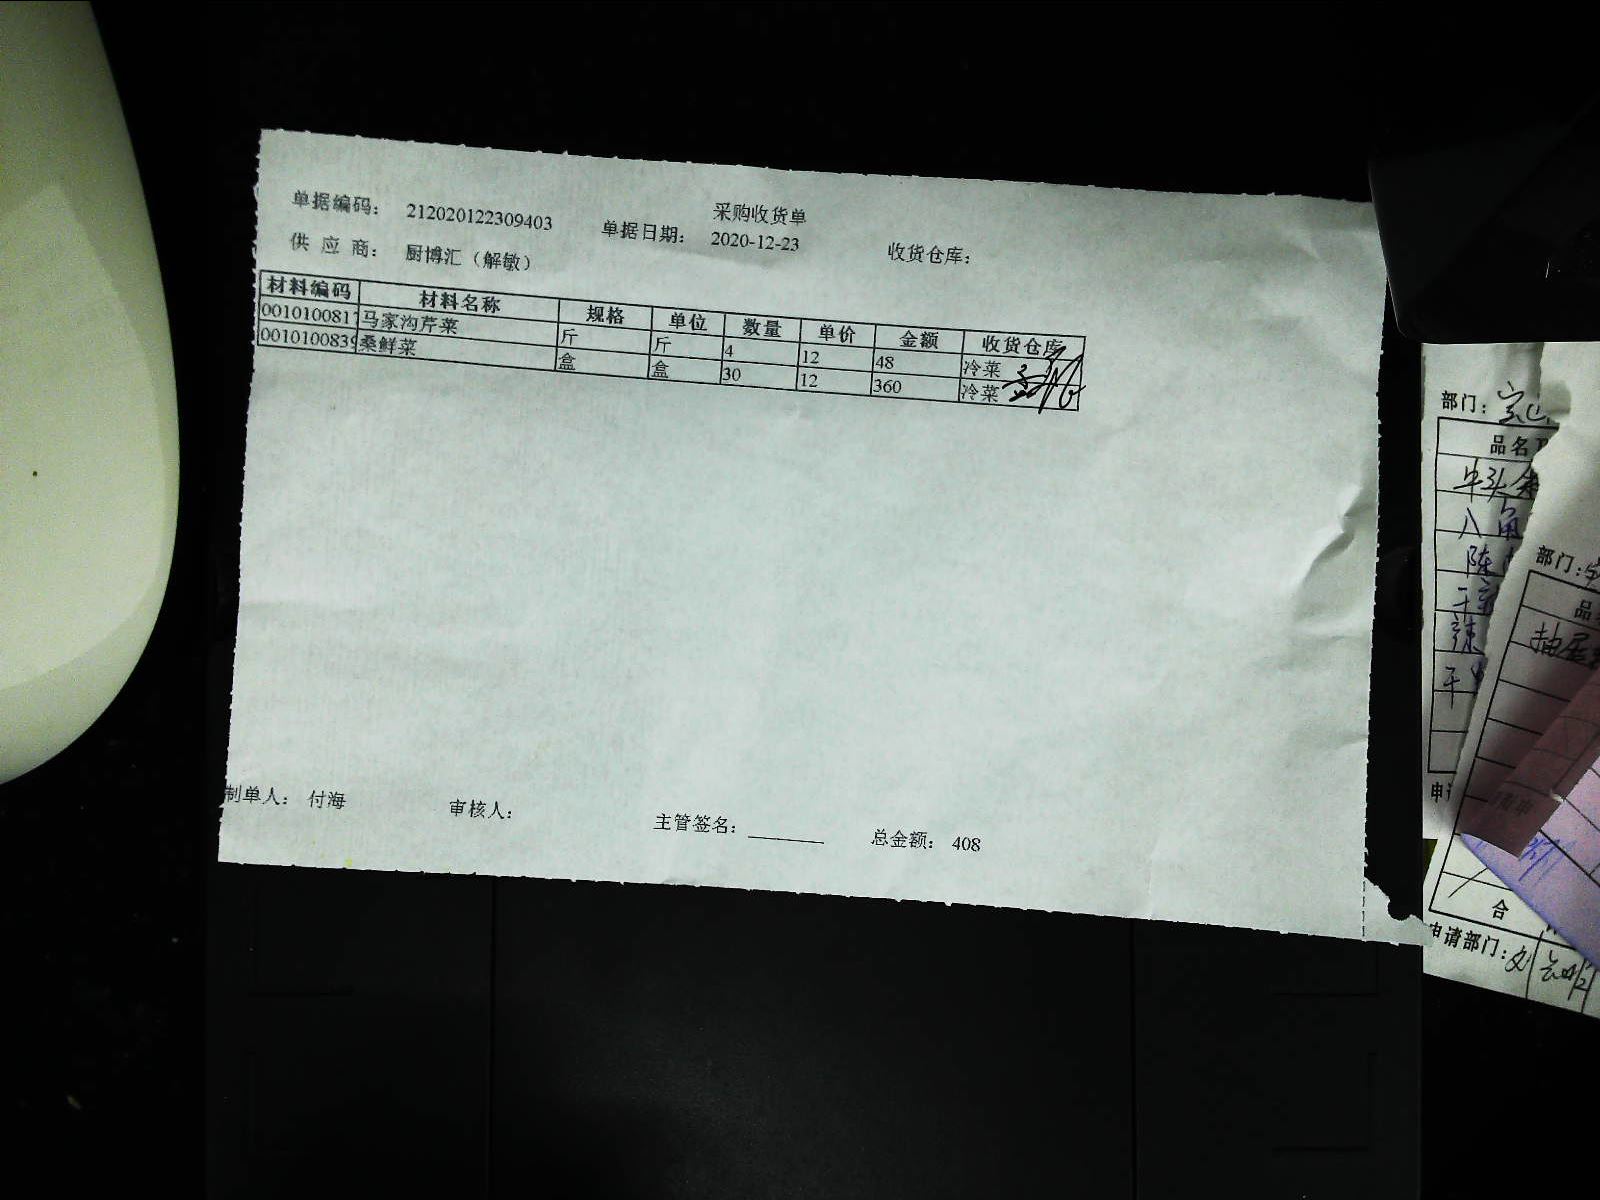 采购收货单
单据编码： 212020122309403 单据日期： 2020-12-23 收货仓库：
供 应 商： 厨博汇（解敏）
材料编码 材料名称 规格 单位 数量 单价 金额 收货仓库
001010081 马家沟芹菜 斤 斤 4 12 48 冷菜
001010083 桑鲜菜 盒 盒 30 12 360 冷菜
制单人： 付海 审核人： 主管签名： 总金额： 408
部门：
品名
八角
部门：
品
合
申请部门：